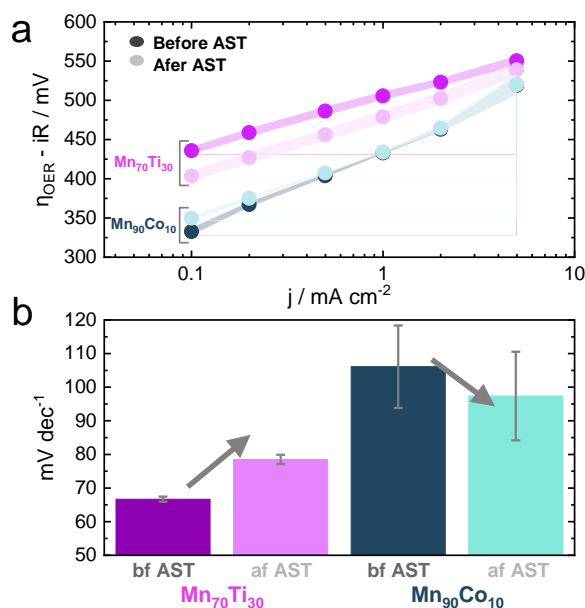 a
600
550
500
450
400
350
300
η_OER - iR / mV
Before AST
Afer AST
Mn₇₀Ti₃₀
Mn₉₀Co₁₀
0.1
1
10
j / mA cm⁻²
b
120
110
100
90
80
70
60
50
mV dec⁻¹
bf AST
af AST
bf AST
af AST
Mn₇₀Ti₃₀
Mn₉₀Co₁₀